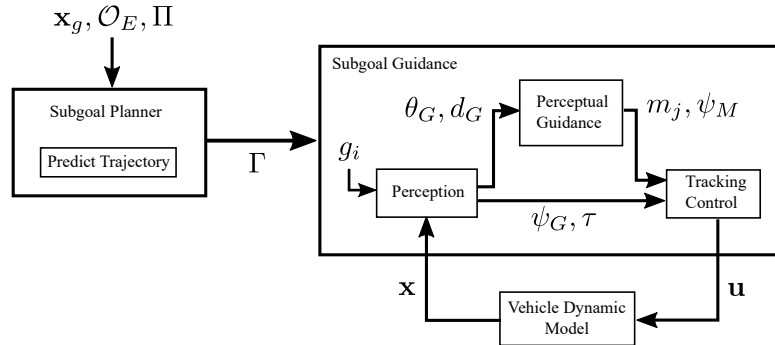 𝐱_g, 𝒪_E, Π
Subgoal Planner
Predict Trajectory
Γ
Subgoal Guidance
g_i
Perception
θ_G, d_G
Perceptual
Guidance
m_j, ψ_M
ψ_G, τ
Tracking
Control
𝐱
𝐮
Vehicle Dynamic
Model